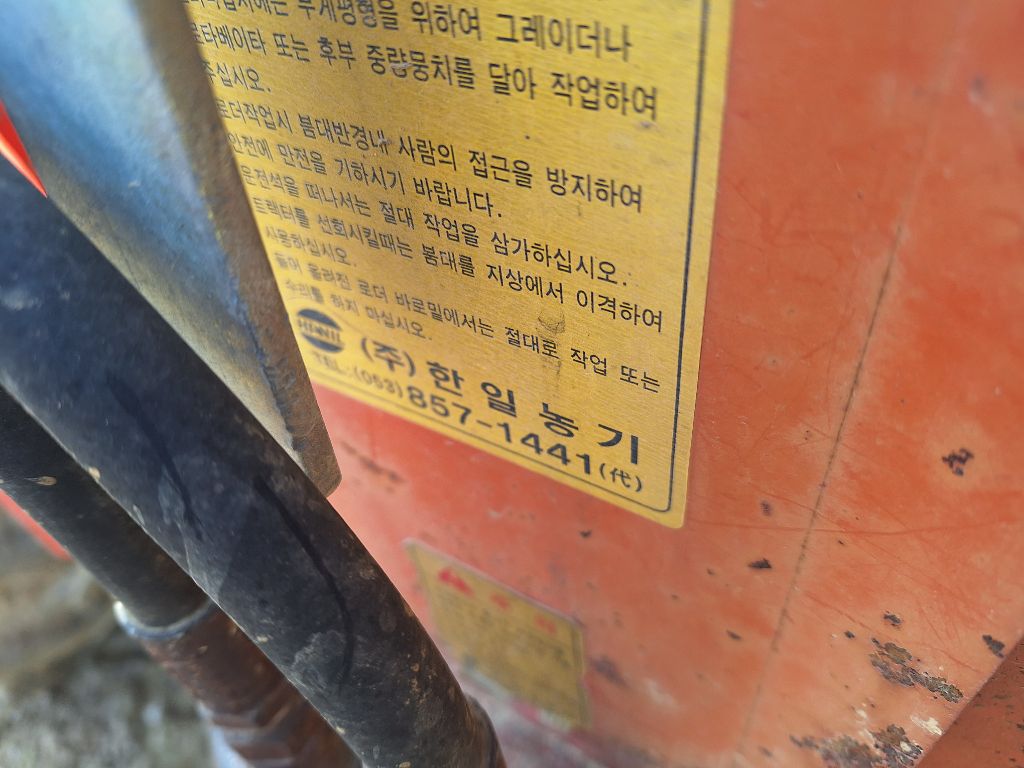 무게평형을 위하여 그레이더나
로타베이타 또는 후부 중량뭉치를 달아 작업하여
주십시오.
로더작업시 붐대반경내 사람의 접근을 방지하여
안전에 만전을 기하시기 바랍니다.
운전석을 떠나서는 절대 작업을 삼가하십시오.
트랙터를 선회시킬때는 붐대를 지상에서 이격하여
사용하십시오.
들어 올려진 로더 바로밑에서는 절대로 작업 또는
수리를 하지 마십시오.
HANIL (주)한일농기
TEL:(053)857-1441(代)